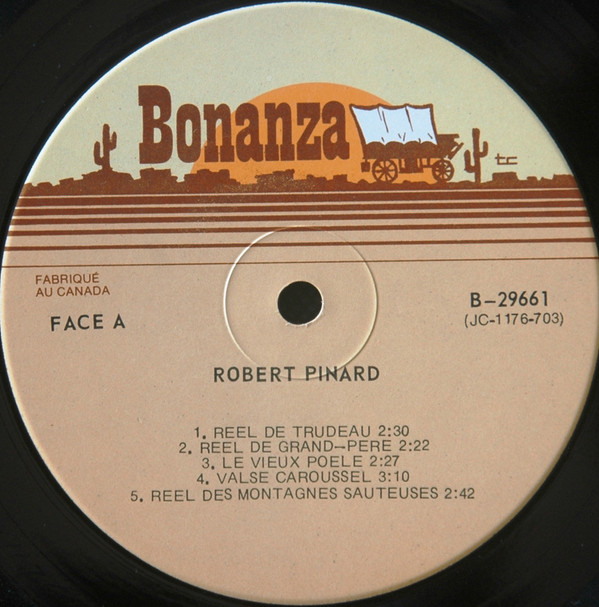 Bonanza
tc
FABRIQUÉ
AU CANADA
FACE A
B-29661
(JC-1176-703)
ROBERT PINARD
1. REEL DE TRUDEAU 2:30
2. REEL DE GRAND-PERE 2:22
3. LE VIEUX POELE 2:27
4. VALSE CAROUSSEL 3:10
5. REEL DES MONTAGNES SAUTEUSES 2:42